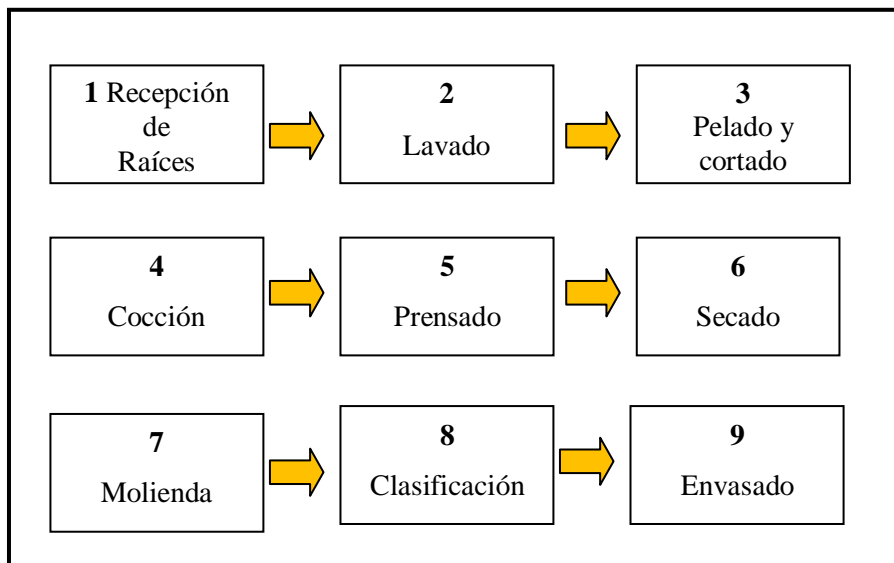 1 Recepción
de
Raíces
2
Lavado
3
Pelado y
cortado
4
Cocción
5
Prensado
6
Secado
7
Molienda
8
Clasificación
9
Envasado